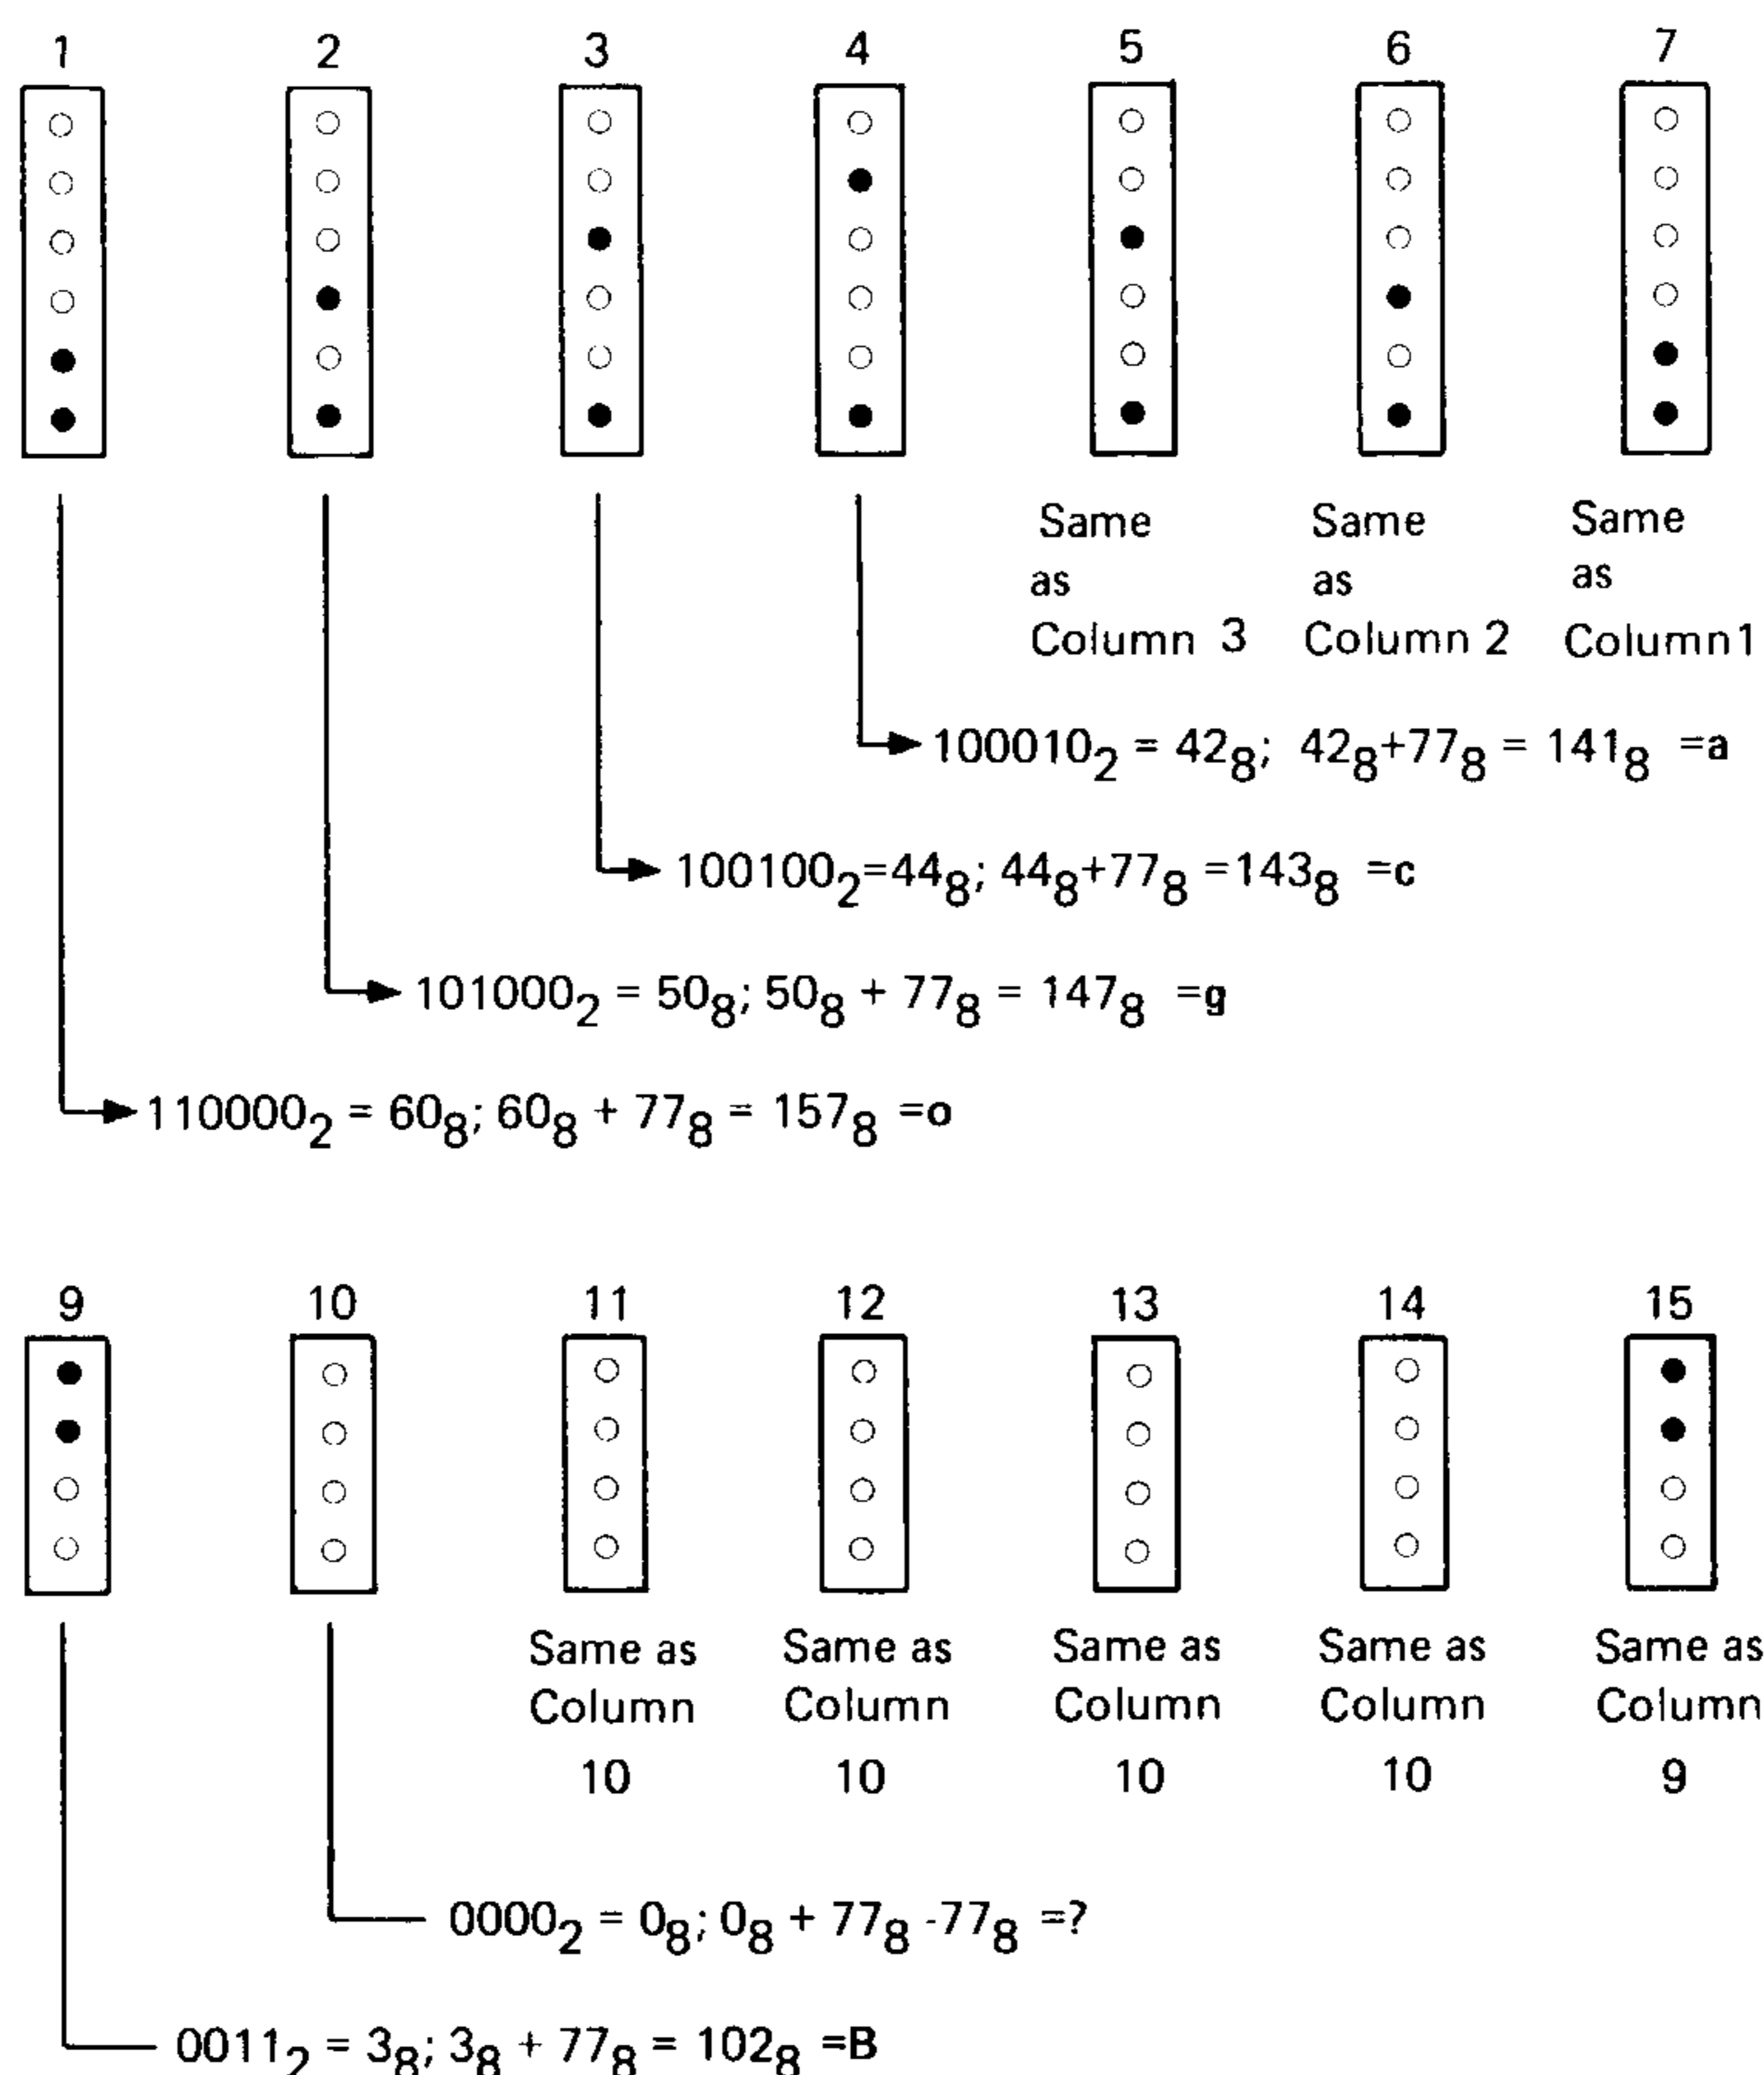 1 2 3 4 5 6 7
Same as Column 3
Same as Column 2
Same as Column 1
100010₂ = 42₈; 42₈+77₈ = 141₈ =a
100100₂=44₈; 44₈+77₈ =143₈ =c
101000₂ = 50₈; 50₈ + 77₈ = 147₈ =g
110000₂ = 60₈; 60₈ + 77₈ = 157₈ =o
9 10 11 12 13 14 15
Same as Column 10
Same as Column 10
Same as Column 10
Same as Column 10
Same as Column 9
0000₂ = 0₈; 0₈ + 77₈ -77₈ =?
0011₂ = 3₈; 3₈ + 77₈ = 102₈ =B